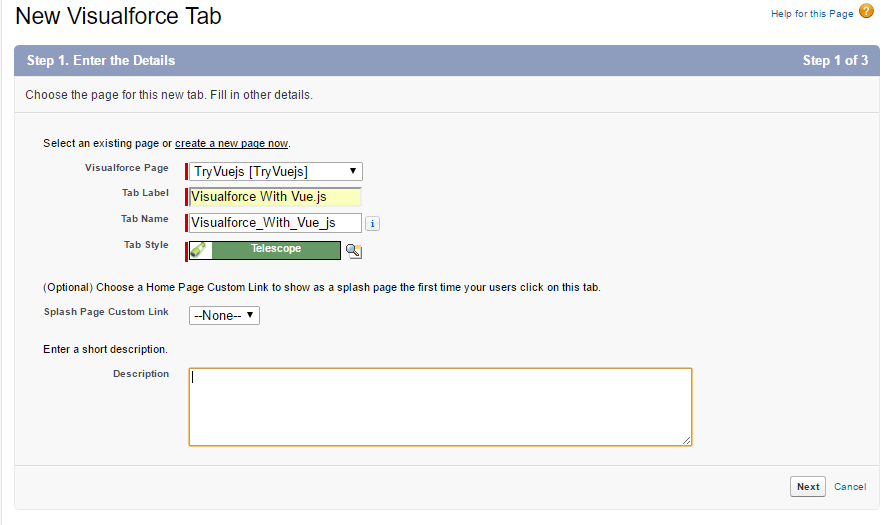 New Visualforce Tab
Help for this Page ?
Step 1. Enter the Details Step 1 of 3
Choose the page for this new tab. Fill in other details.
Select an existing page or create a new page now.
Visualforce Page TryVuejs [TryVuejs]
Tab Label Visualforce With Vue.js
Tab Name Visualforce_With_Vue_js i
Tab Style Telescope
(Optional) Choose a Home Page Custom Link to show as a splash page the first time your users click on this tab.
Splash Page Custom Link --None--
Enter a short description.
Description
Next Cancel